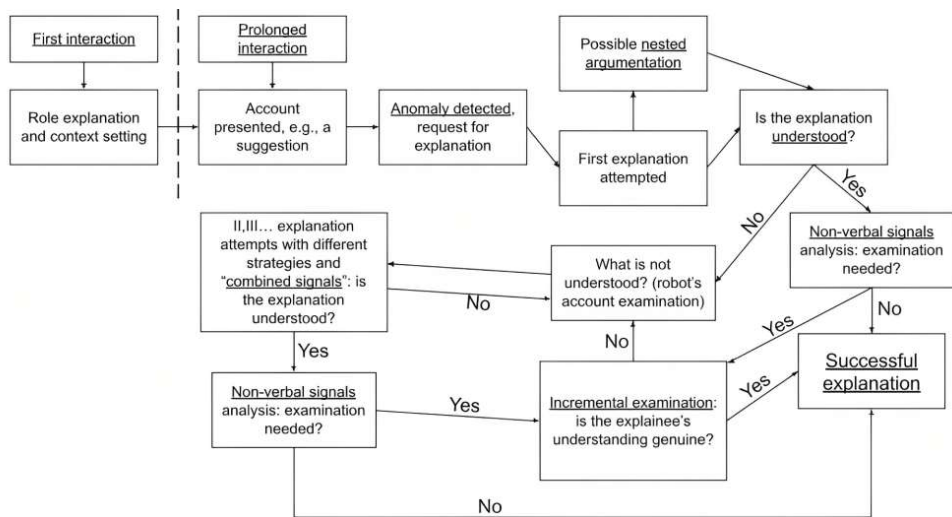 First interaction
Prolonged
interaction
Possible nested
argumentation
Role explanation
and context setting
Account
presented, e.g., a
suggestion
Anomaly detected,
request for
explanation
First explanation
attempted
Is the explanation
understood?
Yes
No
II,III... explanation
attempts with different
strategies and
“combined signals”: is
the explanation
understood?
What is not
understood? (robot’s
account examination)
Non-verbal signals
analysis: examination
needed?
No
Yes
No
No
Yes
Successful
explanation
Non-verbal signals
analysis: examination
needed?
Yes
Incremental examination:
is the explainee’s
understanding genuine?
Yes
No